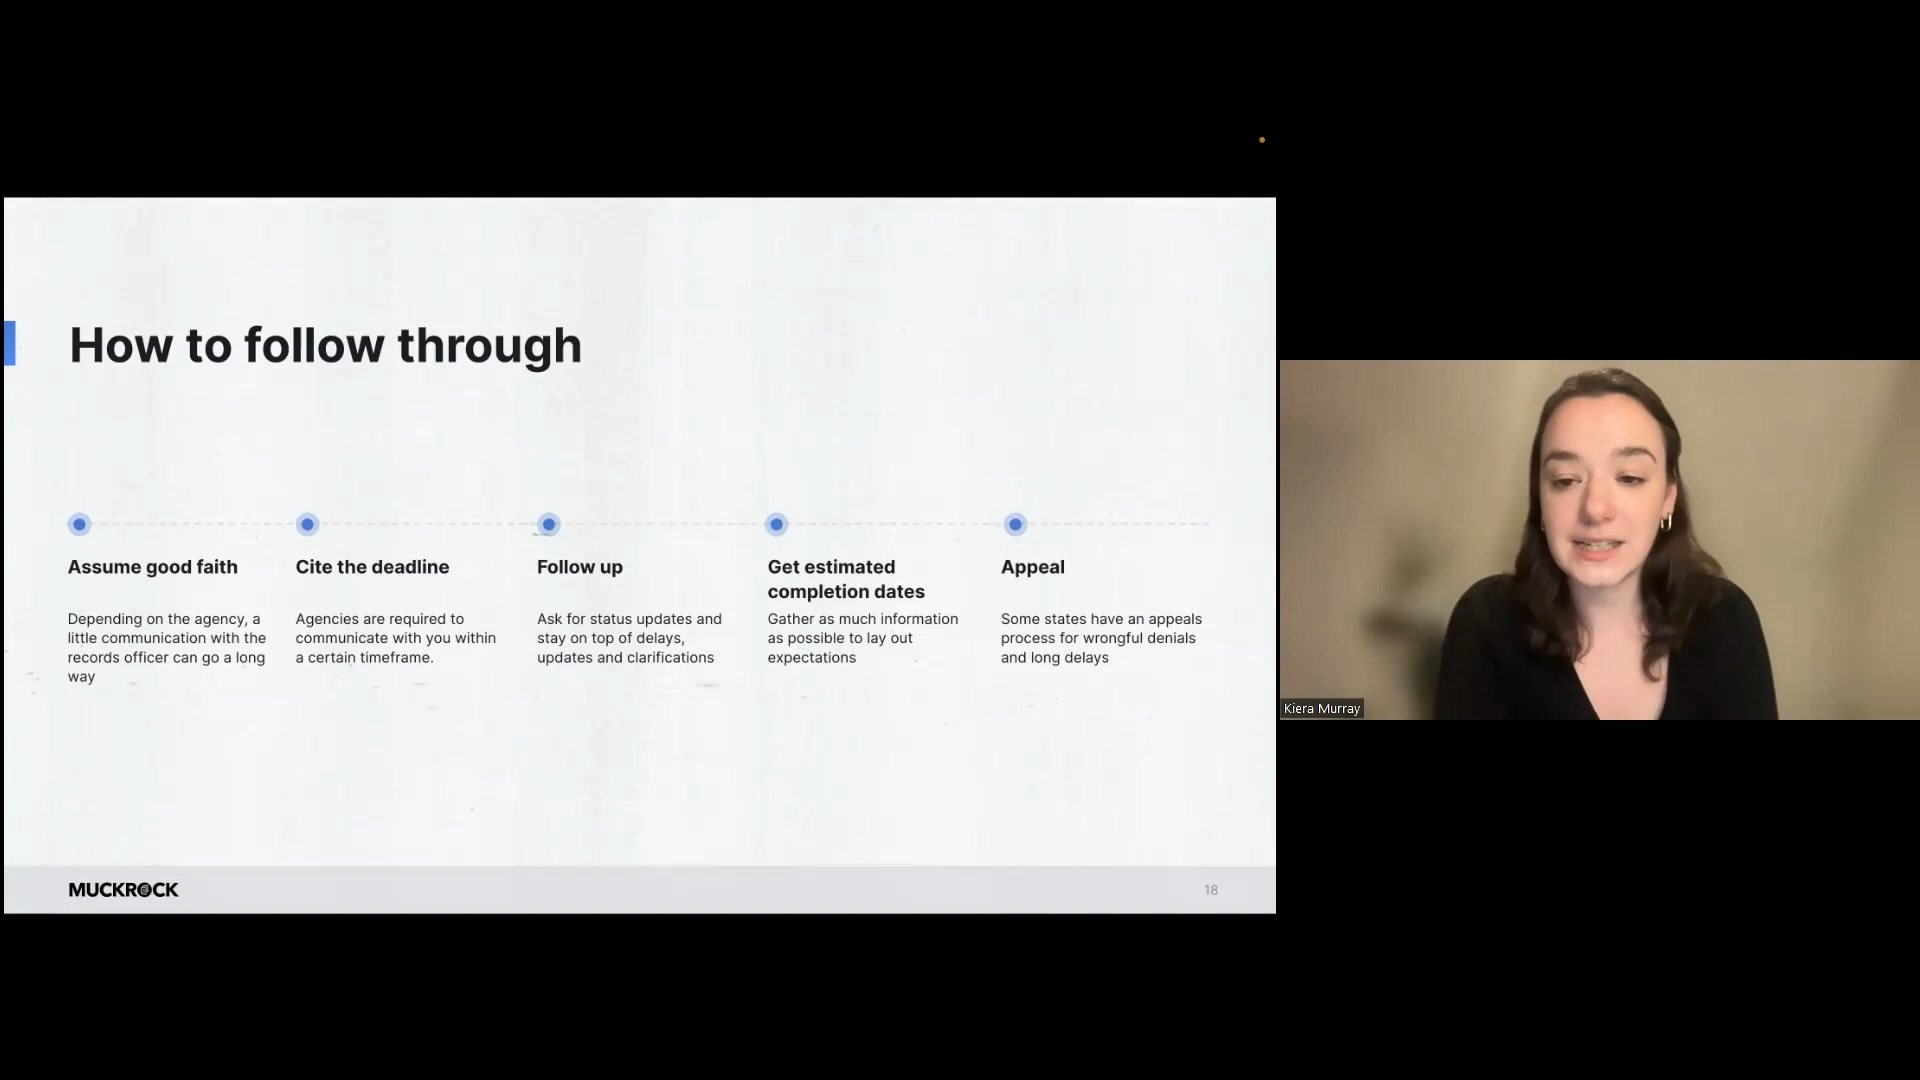 How to follow through
Assume good faith
Depending on the agency, a
little communication with the
records officer can go a long
way
Cite the deadline
Agencies are required to
communicate with you within
a certain timeframe.
Follow up
Ask for status updates and
stay on top of delays,
updates and clarifications
Get estimated
completion dates
Gather as much information
as possible to lay out
expectations
Appeal
Some states have an appeals
process for wrongful denials
and long delays
MUCKROCK
18
Kiera Murray